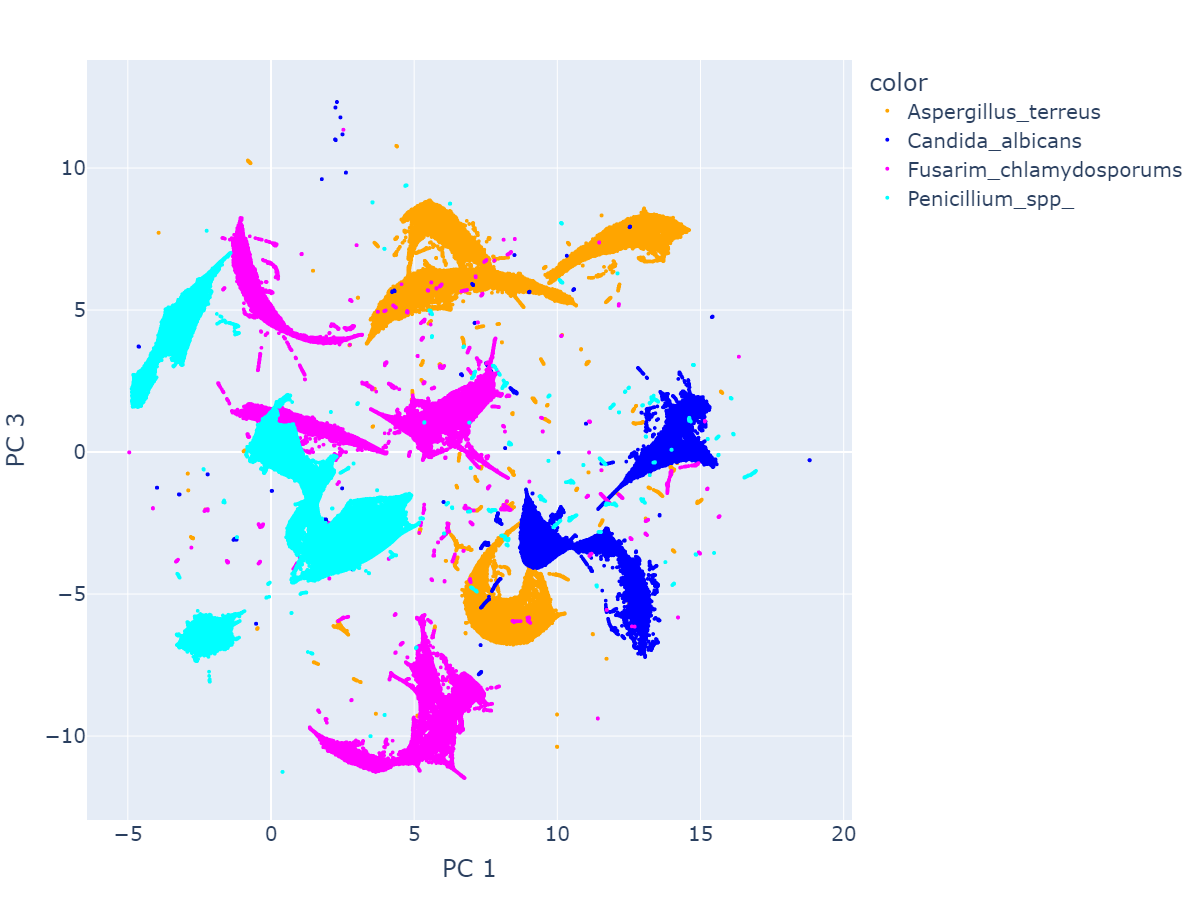 color
Aspergillus_terreus
Candida_albicans
Fusarim_chlamydosporums
Penicillium_spp_
10
5
0
−5
−10
PC 3
−5 0 5 10 15 20
PC 1